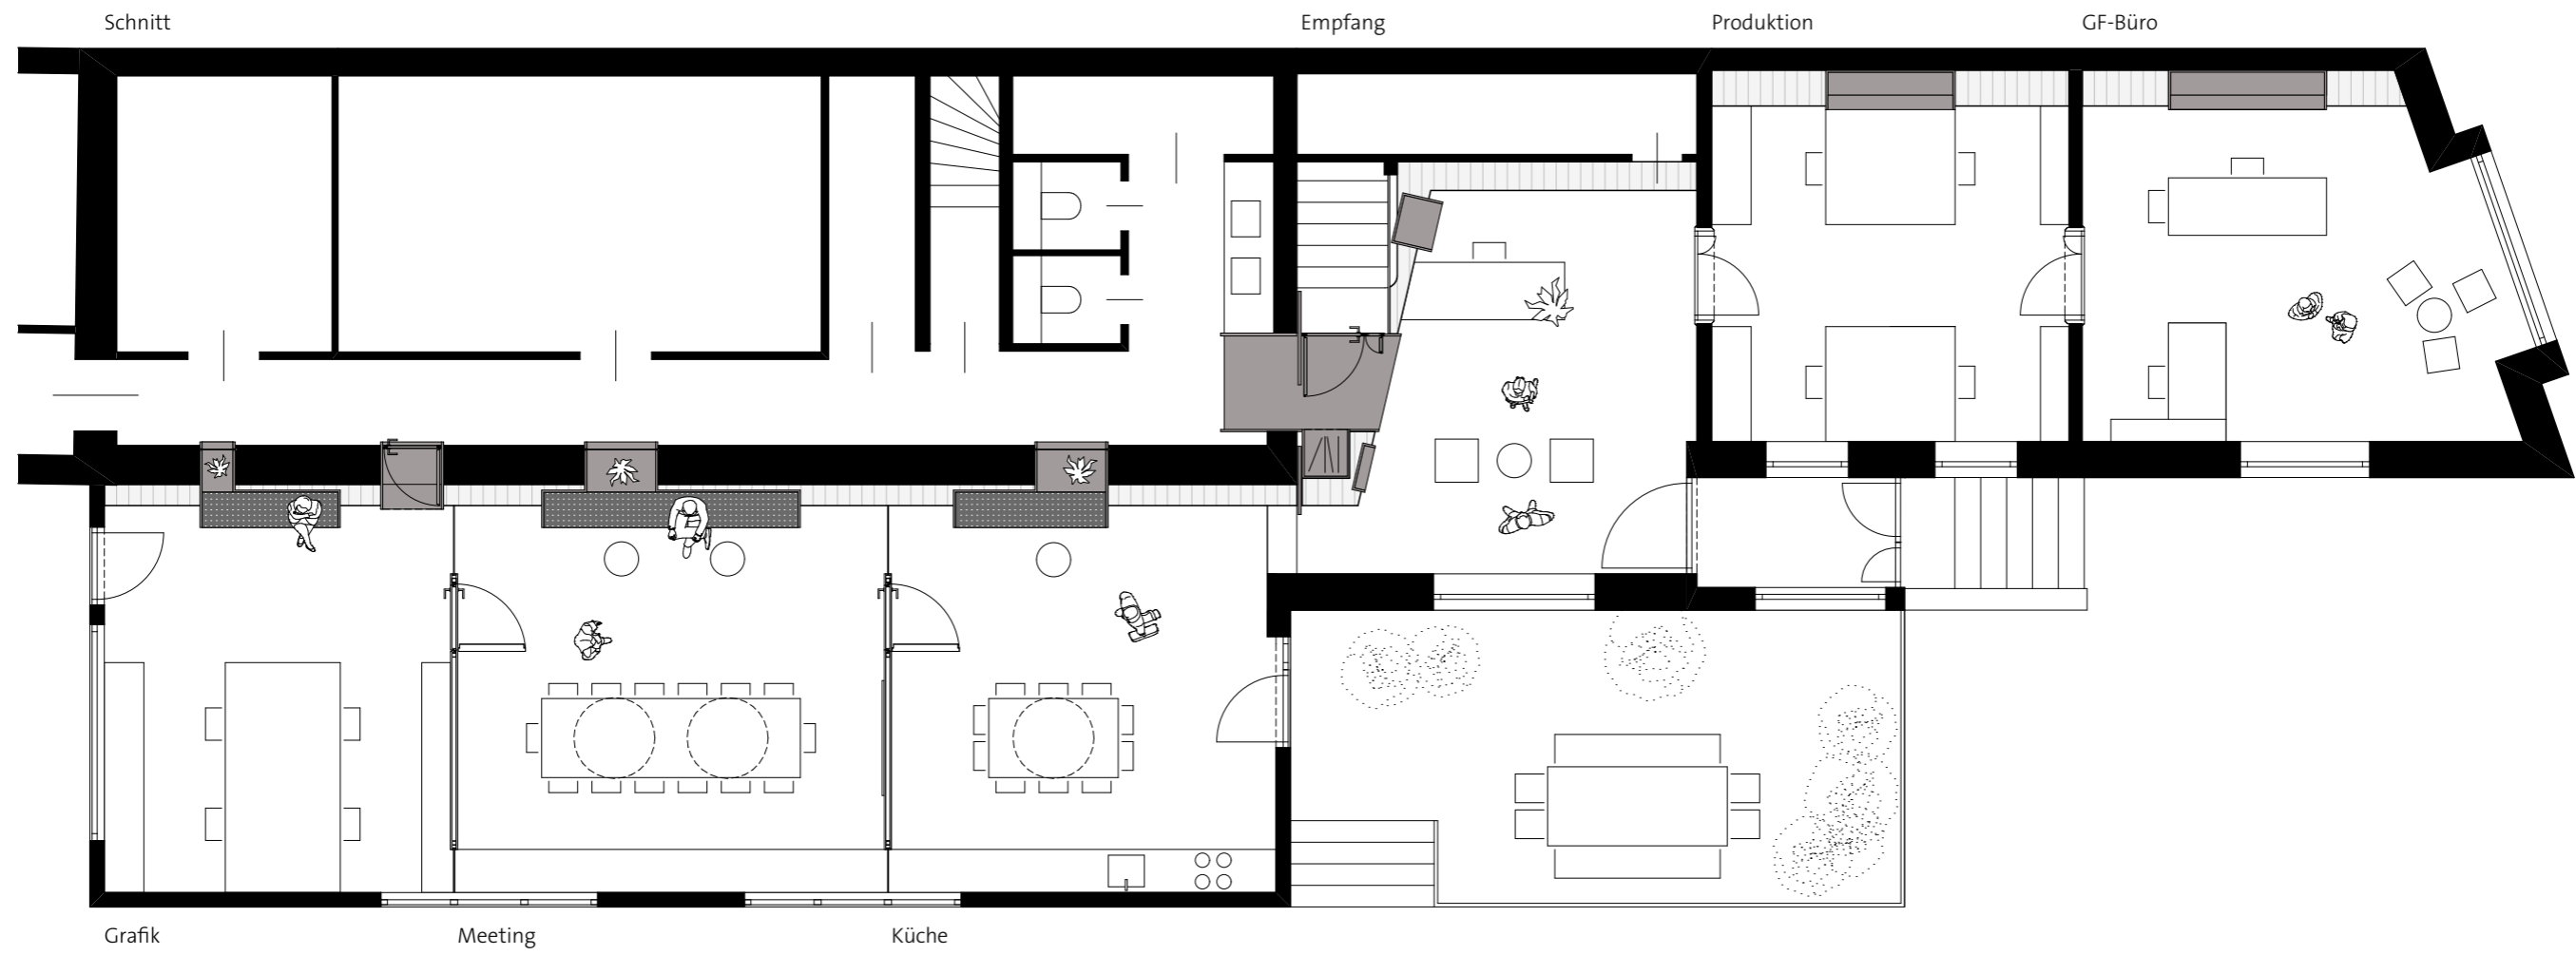 Schnitt
Empfang
Produktion
GF-Büro
Grafik
Meeting
Küche